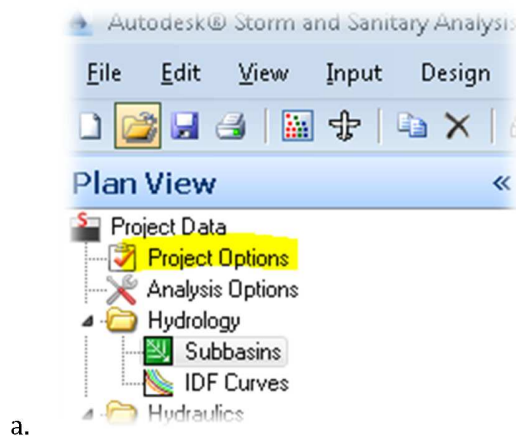 Autodesk® Storm and Sanitary Analysis
File Edit View Input Design
Plan View «
Project Data
Project Options
Analysis Options
Hydrology
Subbasins
IDF Curves
Hydraulics
a.